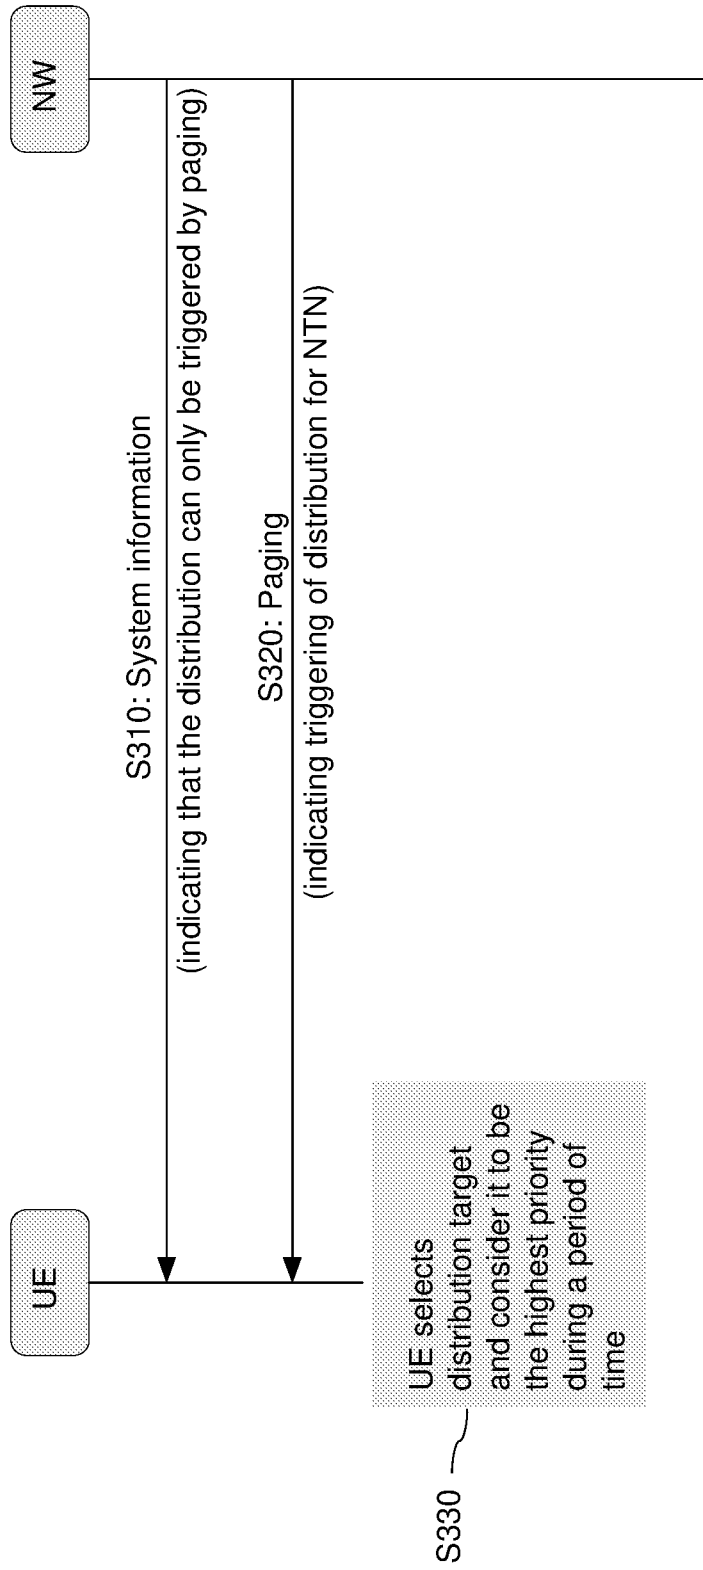 UE
NW
S310: System information
(indicating that the distribution can only be triggered by paging)
S320: Paging
(indicating triggering of distribution for NTN)
S330
UE selects
distribution target
and consider it to be
the highest priority
during a period of
time